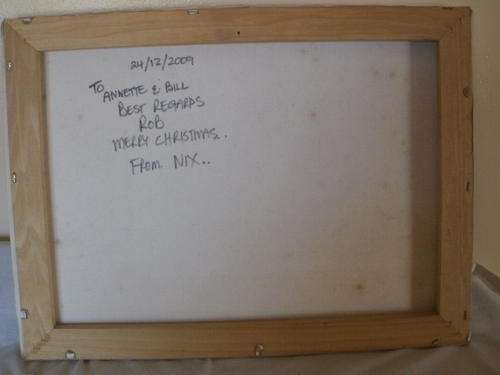 24/12/2009
To ANNETTE & BILL
BEST REGARDS
ROB
MERRY CHRISTMAS.
From NIX..